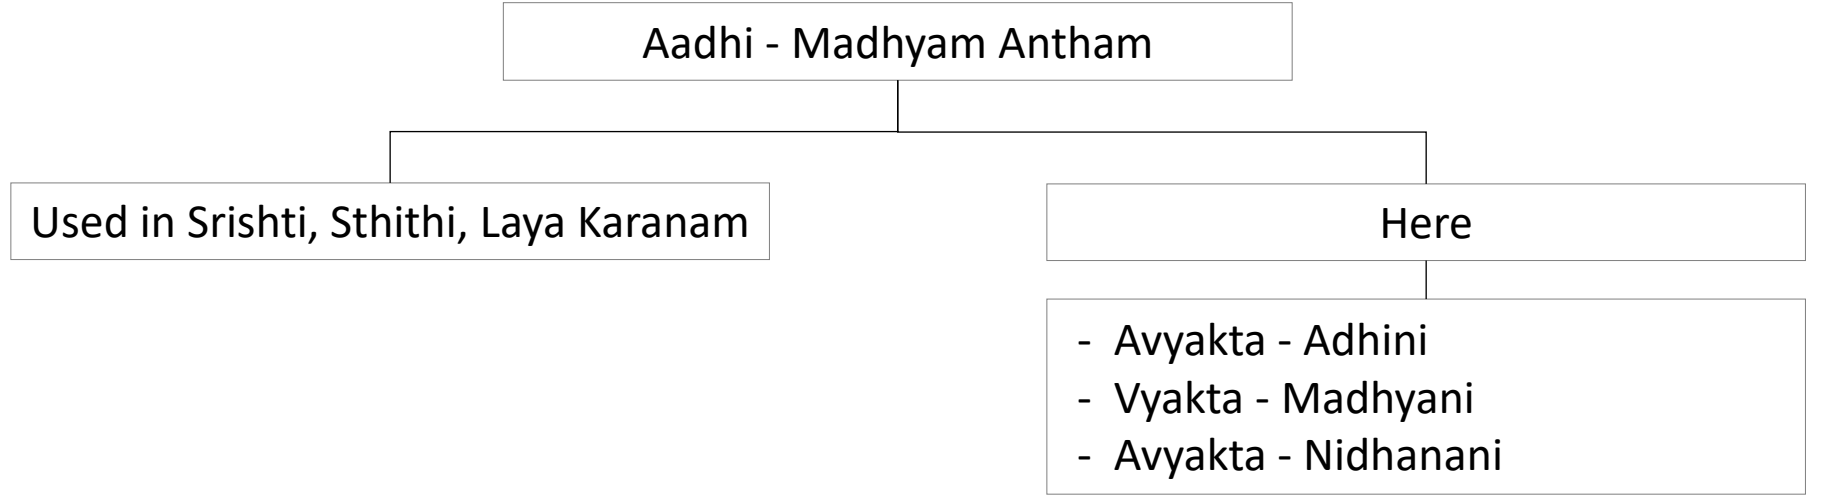 Aadhi - Madhyam Antham
Used in Srishti, Sthithi, Laya Karanam
Here
- Avyakta - Adhini
- Vyakta - Madhyani
- Avyakta - Nidhanani